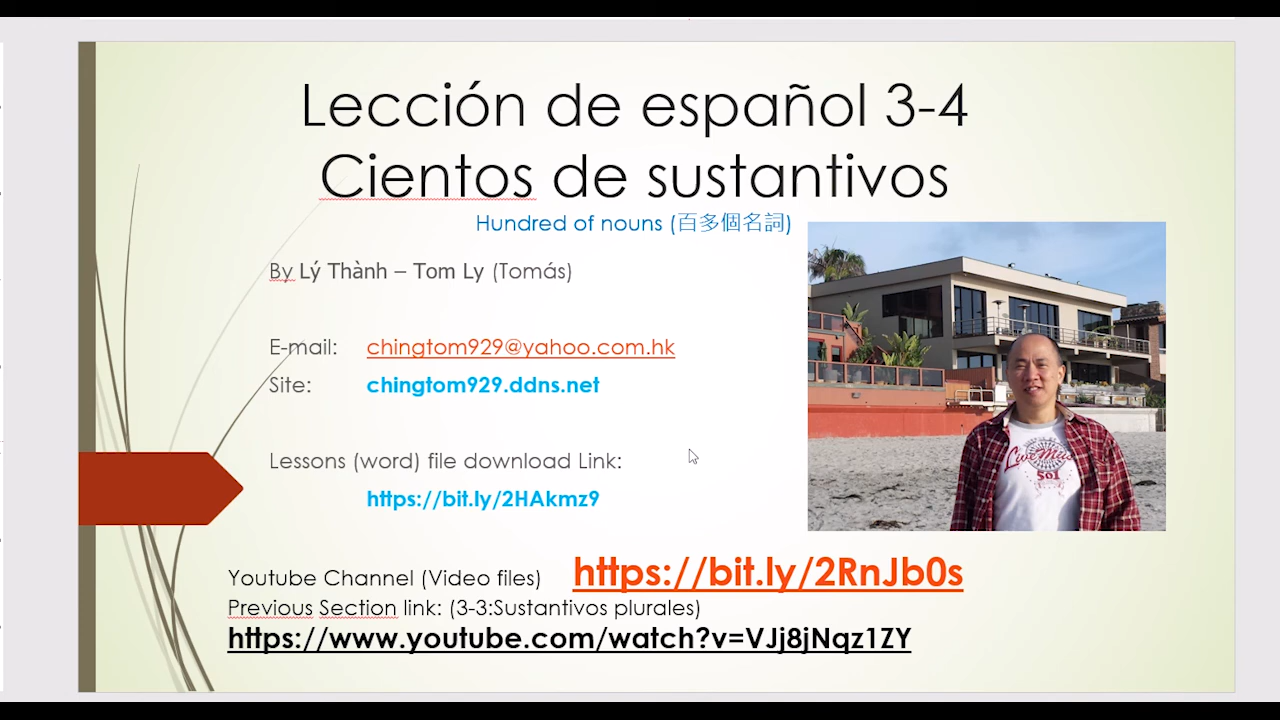 Lección de español 3-4
Cientos de sustantivos
Hundred of nouns (百多個名詞)
By Lý Thành – Tom Ly (Tomás)
E-mail: chingtom929@yahoo.com.hk
Site: chingtom929.ddns.net
Lessons (word) file download Link:
https://bit.ly/2HAkmz9
Youtube Channel (Video files) https://bit.ly/2RnJb0s
Previous Section link: (3-3:Sustantivos plurales)
https://www.youtube.com/watch?v=VJj8jNqz1ZY